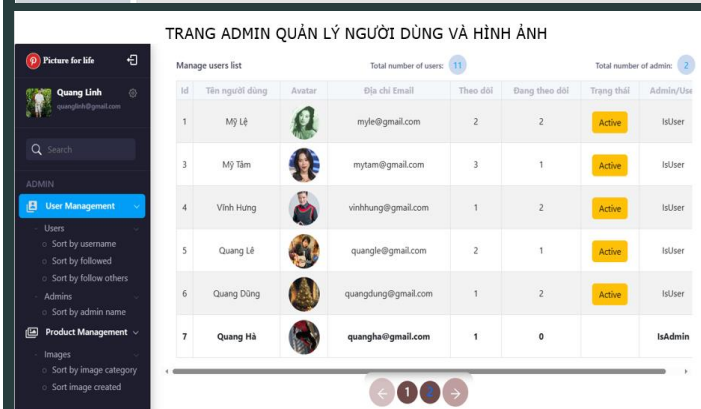 TRANG ADMIN QUẢN LÝ NGƯỜI DÙNG VÀ HÌNH ẢNH
Picture for life
Quang Linh
quanglinh@gmail.com
Search
ADMIN
User Management
Users
Sort by username
Sort by followed
Sort by follow others
Admins
Sort by admin name
Product Management
Images
Sort by image category
Sort image created
Manage users list Total number of users: 11 Total number of admin: 2
Id Tên người dùng Avatar Địa chỉ Email Theo dõi Đang theo dõi Trạng thái Admin/Use
1 Mỹ Lệ myle@gmail.com 2 2 Active IsUser
3 Mỹ Tâm mytam@gmail.com 3 1 Active IsUser
4 Vĩnh Hưng vinhhung@gmail.com 1 2 Active IsUser
5 Quang Lê quangle@gmail.com 2 1 Active IsUser
6 Quang Dũng quangdung@gmail.com 1 2 Active IsUser
7 Quang Hà quangha@gmail.com 1 0 IsAdmin
1 2